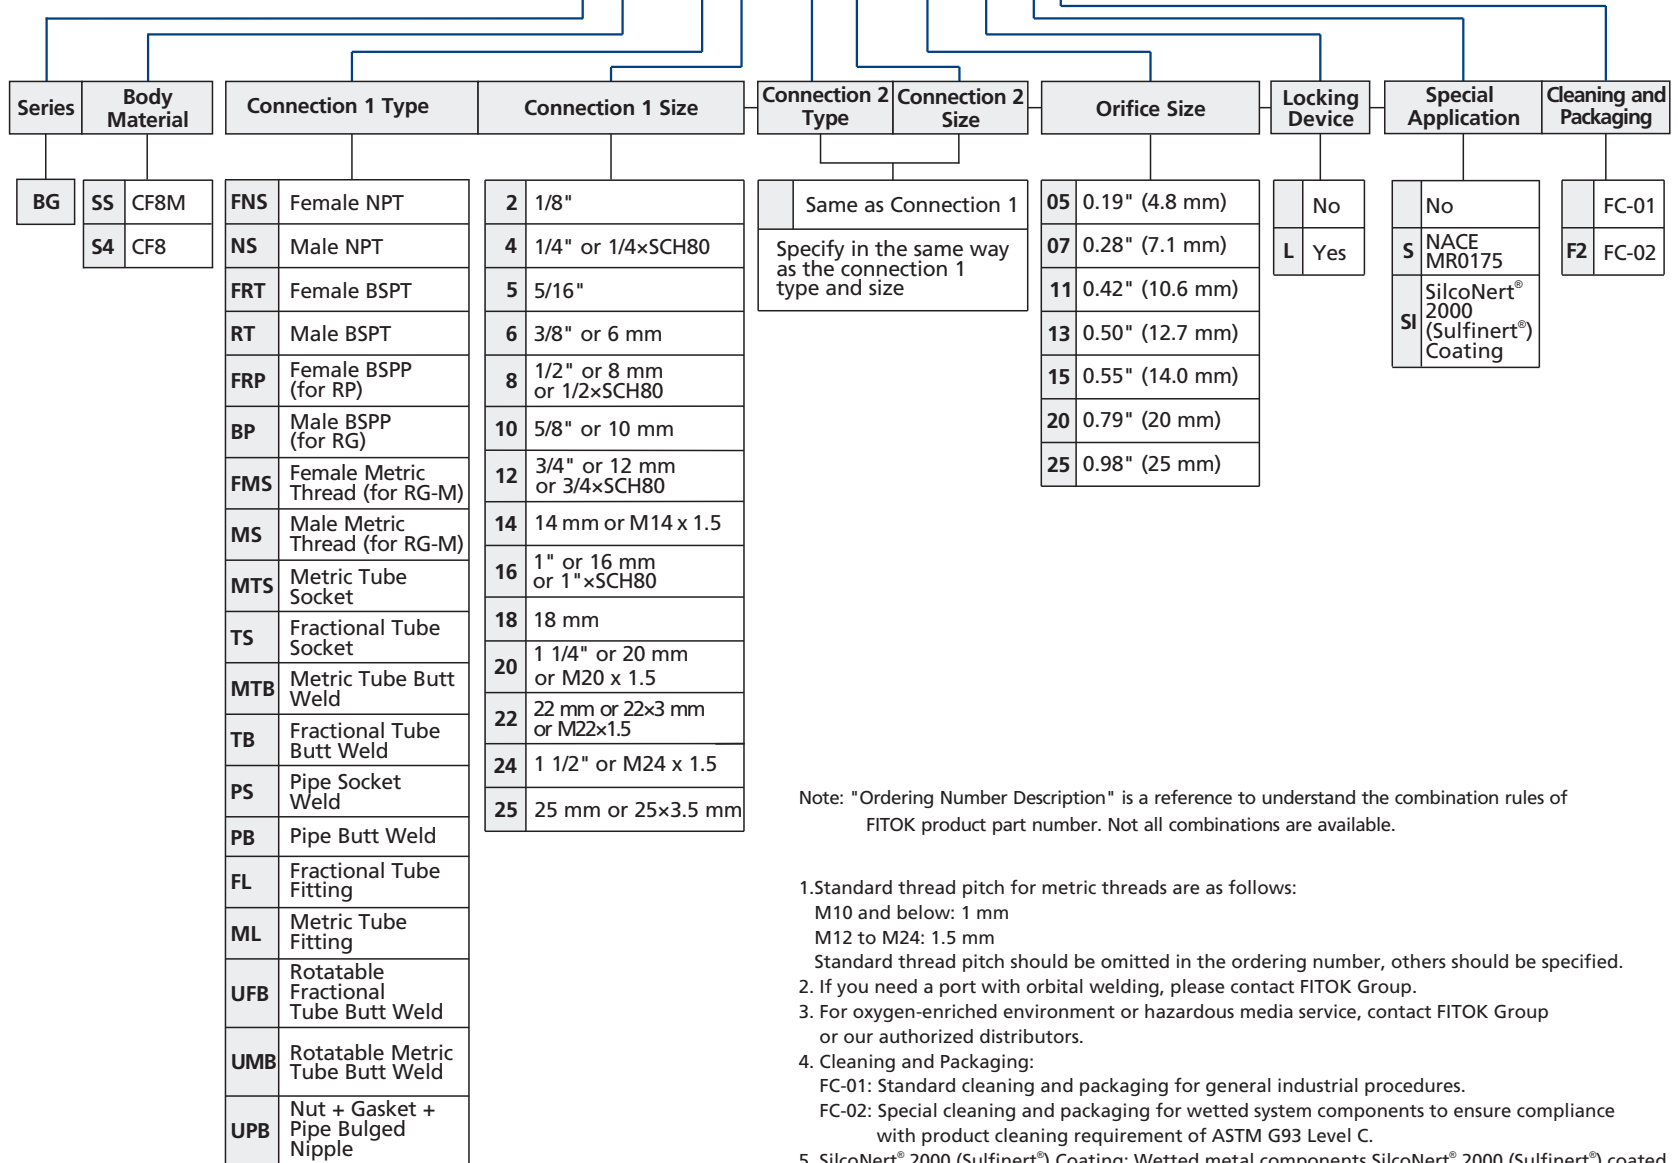 Series
Body
Material
Connection 1 Type
Connection 1 Size
Connection 2
Type
Connection 2
Size
Orifice Size
Locking
Device
Special
Application
Cleaning and
Packaging
BG
SS CF8M
S4 CF8
FNS Female NPT
NS Male NPT
FRT Female BSPT
RT Male BSPT
FRP Female BSPP
(for RP)
BP Male BSPP
(for RG)
FMS Female Metric
Thread (for RG-M)
MS Male Metric
Thread (for RG-M)
MTS Metric Tube
Socket
TS Fractional Tube
Socket
MTB Metric Tube Butt
Weld
TB Fractional Tube
Butt Weld
PS Pipe Socket
Weld
PB Pipe Butt Weld
FL Fractional Tube
Fitting
ML Metric Tube
Fitting
UFB Rotatable
Fractional
Tube Butt Weld
UMB Rotatable Metric
Tube Butt Weld
UPB Nut + Gasket +
Pipe Bulged
Nipple
2 1/8"
4 1/4" or 1/4×SCH80
5 5/16"
6 3/8" or 6 mm
8 1/2" or 8 mm
or 1/2×SCH80
10 5/8" or 10 mm
12 3/4" or 12 mm
or 3/4×SCH80
14 14 mm or M14 x 1.5
16 1" or 16 mm
or 1"×SCH80
18 18 mm
20 1 1/4" or 20 mm
or M20 x 1.5
22 22 mm or 22×3 mm
or M22×1.5
24 1 1/2" or M24 x 1.5
25 25 mm or 25×3.5 mm
Same as Connection 1
Specify in the same way
as the connection 1
type and size
05 0.19" (4.8 mm)
07 0.28" (7.1 mm)
11 0.42" (10.6 mm)
13 0.50" (12.7 mm)
15 0.55" (14.0 mm)
20 0.79" (20 mm)
25 0.98" (25 mm)
No
L Yes
No
S NACE
MR0175
SI SilcoNert®
2000
(Sulfinert®)
Coating
FC-01
F2 FC-02
Note: "Ordering Number Description" is a reference to understand the combination rules of
FITOK product part number. Not all combinations are available.
1.Standard thread pitch for metric threads are as follows:
M10 and below: 1 mm
M12 to M24: 1.5 mm
Standard thread pitch should be omitted in the ordering number, others should be specified.
2. If you need a port with orbital welding, please contact FITOK Group.
3. For oxygen-enriched environment or hazardous media service, contact FITOK Group
or our authorized distributors.
4. Cleaning and Packaging:
FC-01: Standard cleaning and packaging for general industrial procedures.
FC-02: Special cleaning and packaging for wetted system components to ensure compliance
with product cleaning requirement of ASTM G93 Level C.
5. SilcoNert® 2000 (Sulfinert®) Coating: Wetted metal components SilcoNert® 2000 (Sulfinert®) coated